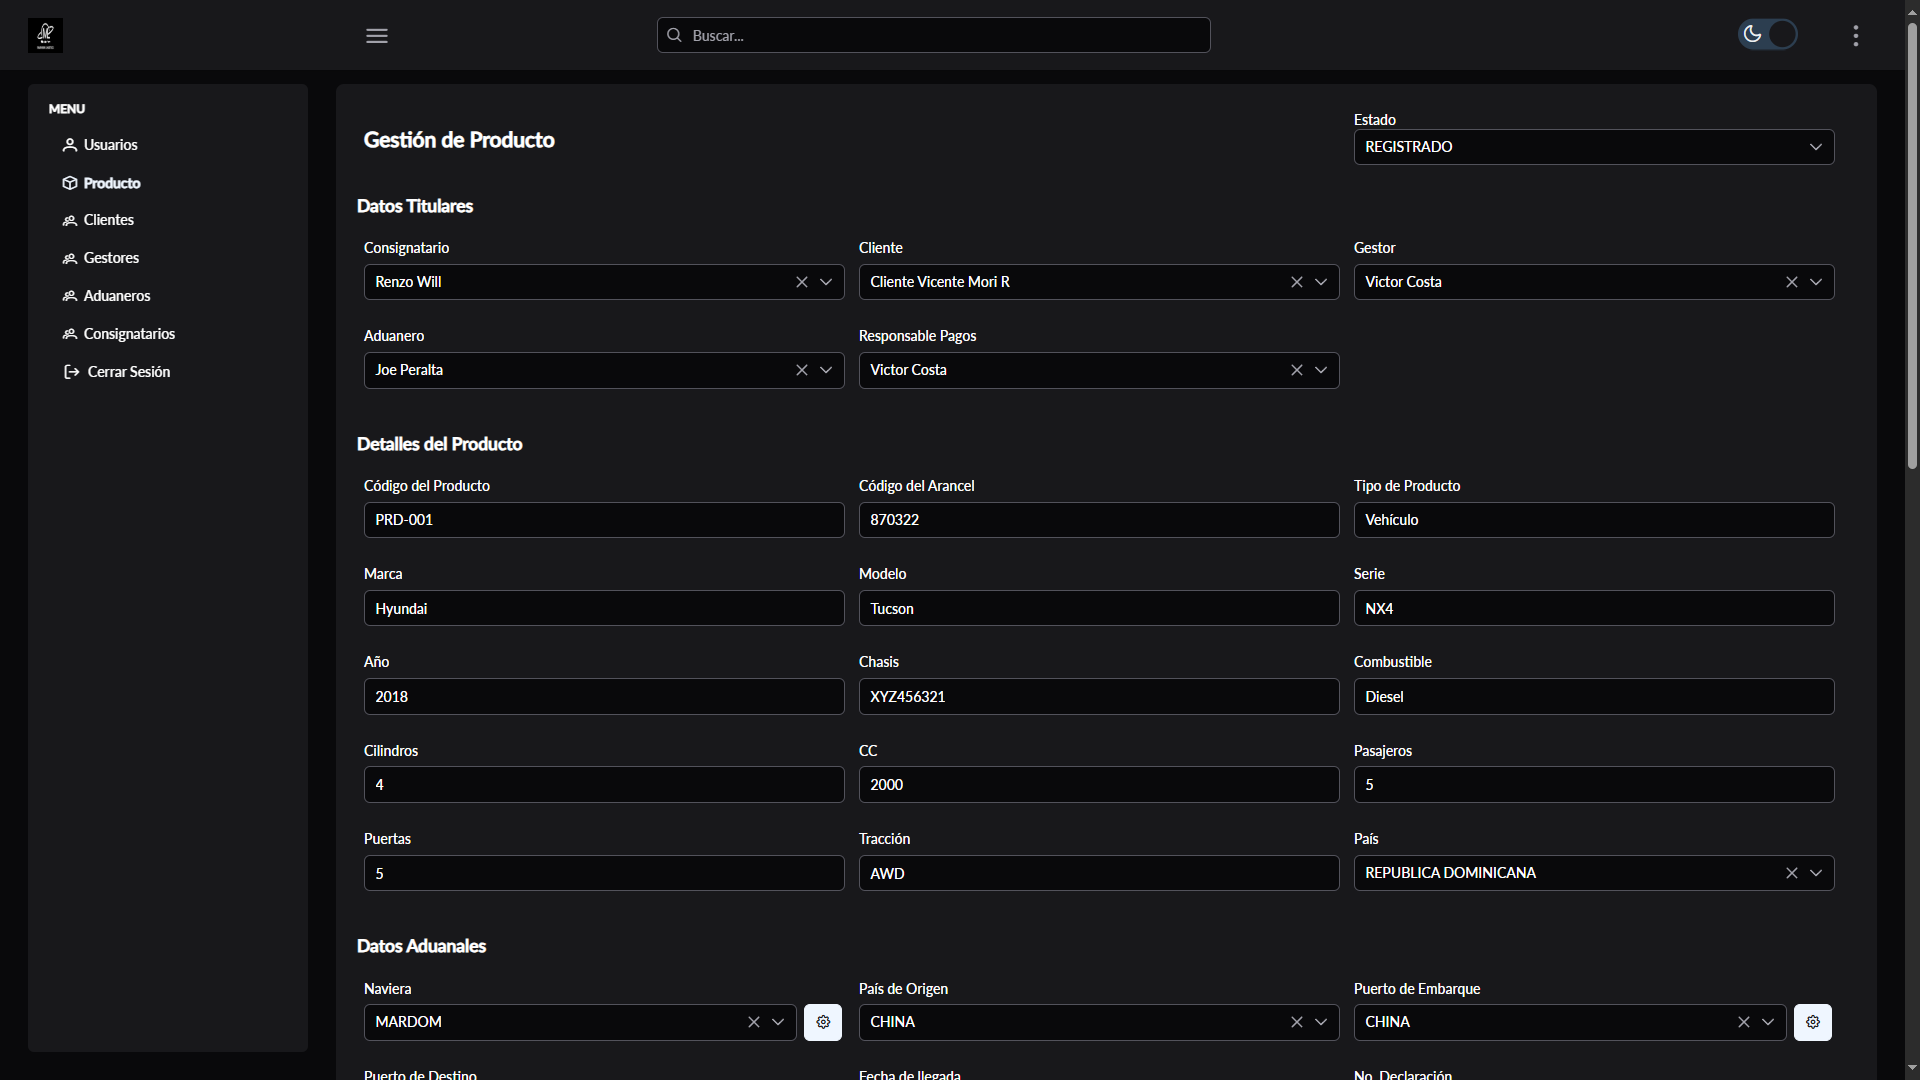 Buscar...
MENU
Usuarios
Producto
Clientes
Gestores
Aduaneros
Consignatarios
Cerrar Sesión
Gestión de Producto
Estado
REGISTRADO
Datos Titulares
Consignatario
Cliente
Gestor
Renzo Will
Cliente Vicente Mori R
Victor Costa
Aduanero
Responsable Pagos
Joe Peralta
Victor Costa
Detalles del Producto
Código del Producto
Código del Arancel
Tipo de Producto
PRD-001
870322
Vehículo
Marca
Modelo
Serie
Hyundai
Tucson
NX4
Año
Chasis
Combustible
2018
XYZ456321
Diesel
Cilindros
CC
Pasajeros
4
2000
5
Puertas
Tracción
País
5
AWD
REPUBLICA DOMINICANA
Datos Aduanales
Naviera
País de Origen
Puerto de Embarque
MARDOM
CHINA
CHINA
Puerto de Destino
Fecha de llegada
No. Declaración